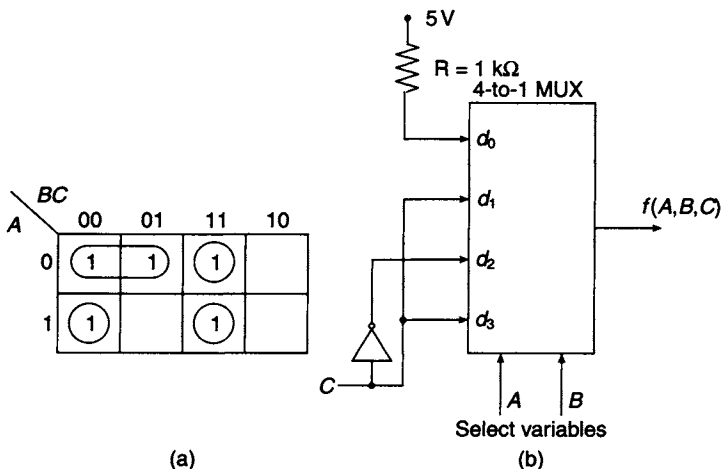 5 V
R = 1 kΩ
4-to-1 MUX
d₀
d₁
f(A,B,C)
d₂
d₃
C
A B
Select variables
(b)
BC
A 00 01 11 10
0 1 1 1
1 1 1
(a)